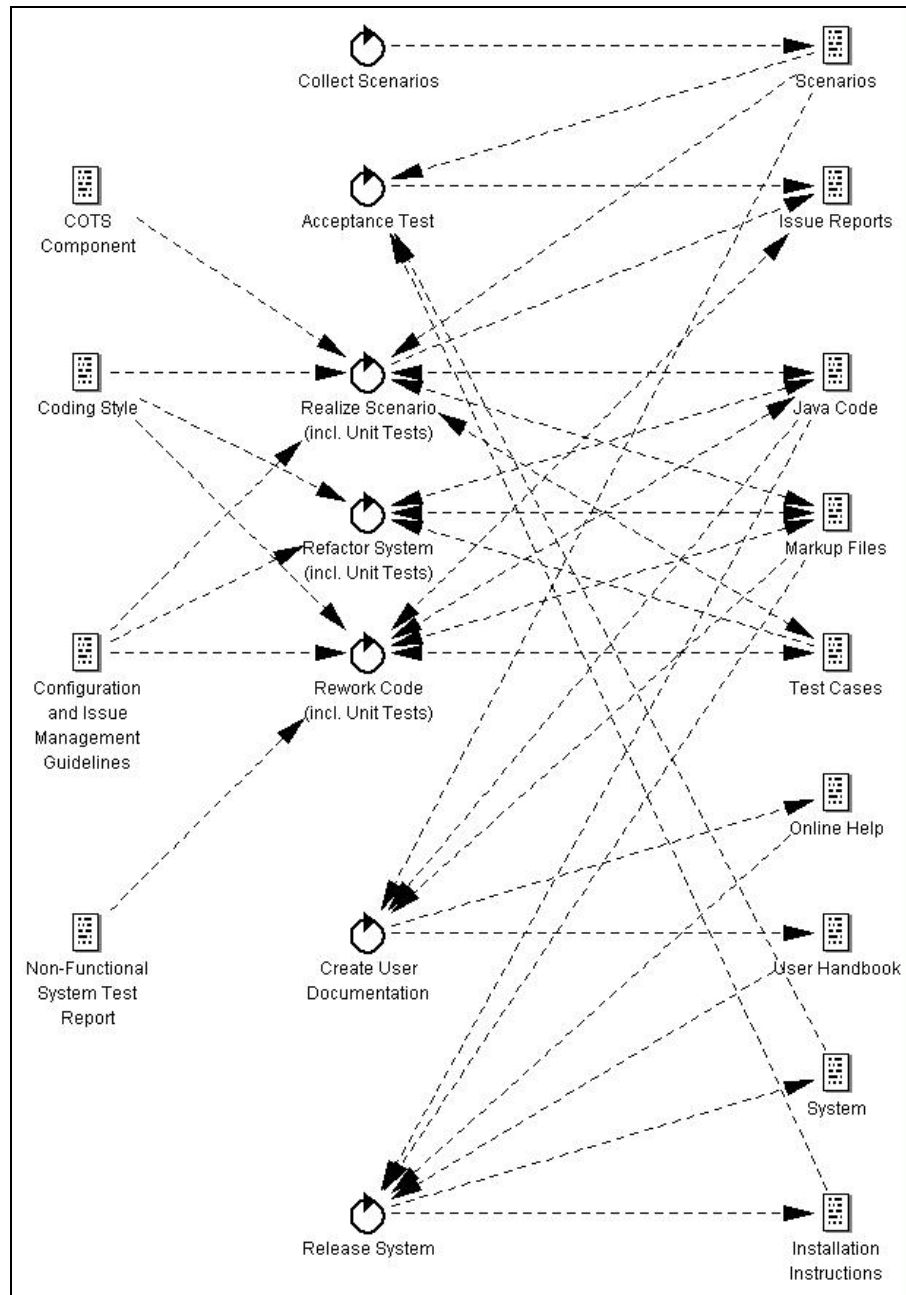 Collect Scenarios
Scenarios
COTS
Component
Acceptance Test
Issue Reports
Coding Style
Realize Scenario
(incl. Unit Tests)
Java Code
Refactor System
(incl. Unit Tests)
Markup Files
Configuration
and Issue
Management
Guidelines
Rework Code
(incl. Unit Tests)
Test Cases
Online Help
Non-Functional
System Test
Report
Create User
Documentation
User Handbook
System
Release System
Installation
Instructions